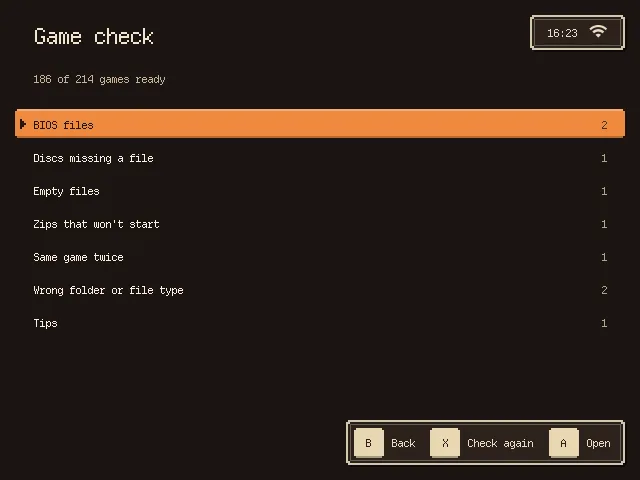 Game check
16:23
186 of 214 games ready
BIOS files 2
Discs missing a file 1
Empty files 1
Zips that won't start 1
Same game twice 1
Wrong folder or file type 2
Tips 1
B Back X Check again A Open